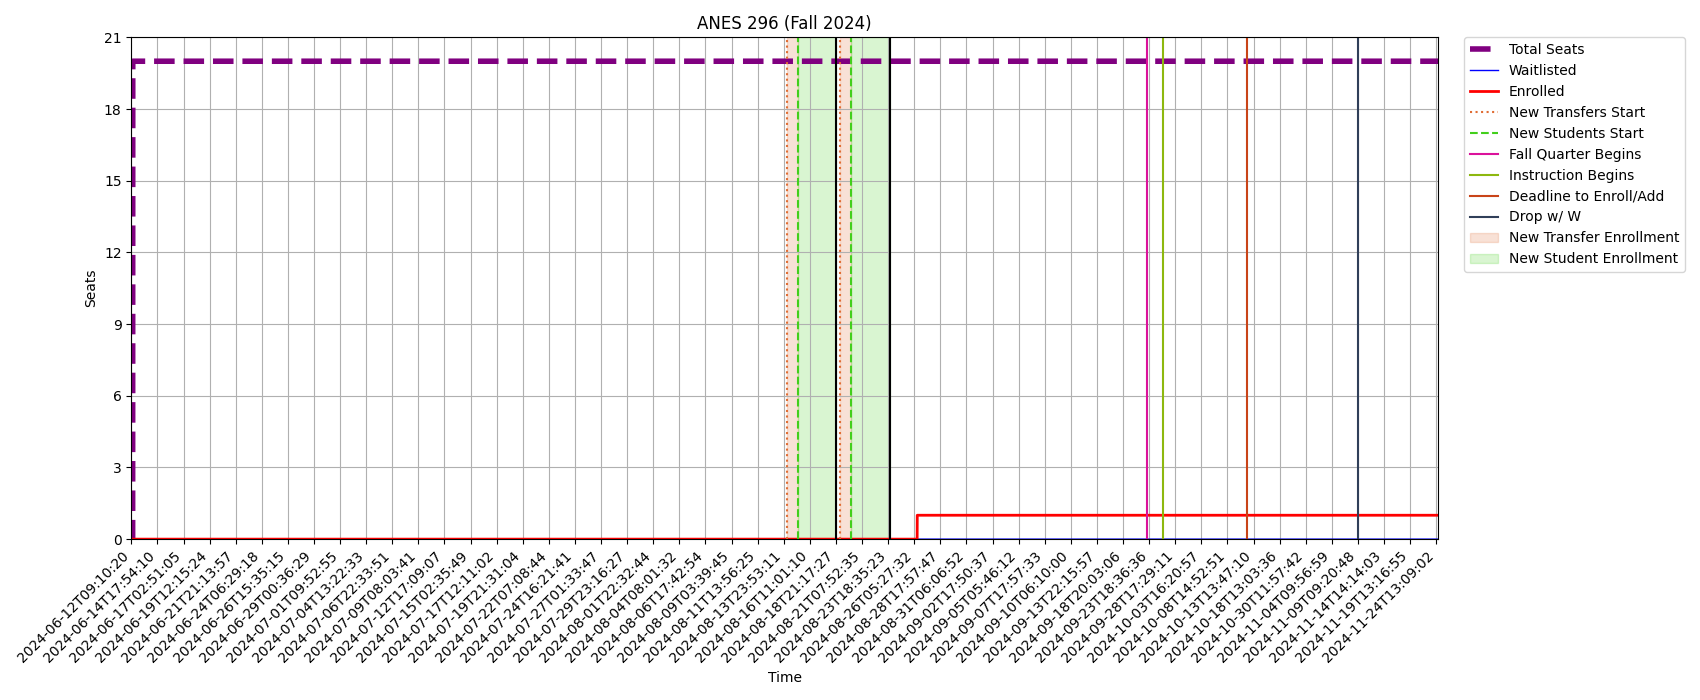 ANES 296 (Fall 2024)
21
18
15
12
9
6
3
0
Seats
2024-06-12T09:10:20
2024-06-14T17:54:10
2024-06-17T02:51:05
2024-06-19T12:15:24
2024-06-21T21:13:57
2024-06-24T06:29:18
2024-06-26T15:35:15
2024-06-29T00:36:29
2024-07-01T09:52:55
2024-07-04T13:22:33
2024-07-06T22:33:51
2024-07-09T08:03:41
2024-07-12T17:09:07
2024-07-15T02:35:49
2024-07-17T12:11:02
2024-07-19T21:31:04
2024-07-22T07:08:44
2024-07-24T16:21:41
2024-07-27T01:33:47
2024-07-29T23:16:27
2024-08-01T22:32:44
2024-08-04T08:01:32
2024-08-06T17:42:54
2024-08-09T03:39:45
2024-08-11T13:56:25
2024-08-13T23:53:11
2024-08-16T11:01:10
2024-08-18T21:17:27
2024-08-21T07:52:35
2024-08-23T18:35:23
2024-08-26T05:27:32
2024-08-28T17:57:47
2024-08-31T06:06:52
2024-09-02T17:50:37
2024-09-05T05:46:12
2024-09-07T17:57:33
2024-09-10T06:10:00
2024-09-13T22:15:57
2024-09-18T20:03:06
2024-09-23T18:36:36
2024-09-28T17:29:11
2024-10-03T16:20:57
2024-10-08T14:52:51
2024-10-13T13:47:10
2024-10-18T13:03:36
2024-10-30T11:57:42
2024-11-04T09:56:59
2024-11-09T09:20:48
2024-11-14T14:14:03
2024-11-19T13:16:55
2024-11-24T13:09:02
Time
Total Seats
Waitlisted
Enrolled
New Transfers Start
New Students Start
Fall Quarter Begins
Instruction Begins
Deadline to Enroll/Add
Drop w/ W
New Transfer Enrollment
New Student Enrollment